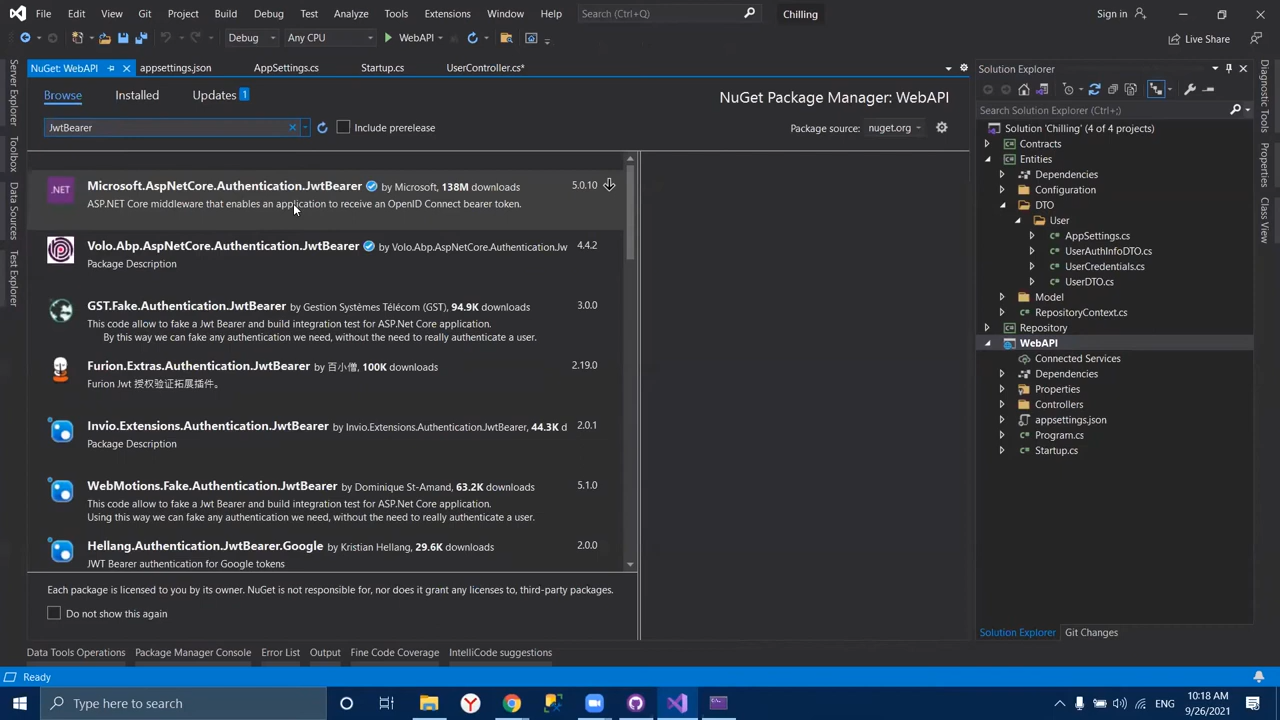 File Edit View Git Project Build Debug Test Analyze Tools Extensions Window Help Search (Ctrl+Q) Chilling Sign in
Debug Any CPU WebAPI Live Share
NuGet: WebAPI appsettings.json AppSettings.cs Startup.cs UserController.cs*
Browse Installed Updates 1
NuGet Package Manager: WebAPI
JwtBearer Include prerelease Package source: nuget.org
Microsoft.AspNetCore.Authentication.JwtBearer by Microsoft, 138M downloads 5.0.10
ASP.NET Core middleware that enables an application to receive an OpenID Connect bearer token.
.NET
Volo.Abp.AspNetCore.Authentication.JwtBearer by Volo.Abp.AspNetCore.Authentication.Jw 4.4.2
Package Description
GST.Fake.Authentication.JwtBearer by Gestion Systèmes Télécom (GST), 94.9K downloads 3.0.0
This code allow to fake a Jwt Bearer and build integration test for ASP.Net Core application.
By this way we can fake any authentication we need, without the need to really authenticate a user.
Furion.Extras.Authentication.JwtBearer by 百小僧, 100K downloads 2.19.0
Furion Jwt 授权验证拓展插件。
Invio.Extensions.Authentication.JwtBearer by Invio.Extensions.Authentication.JwtBearer, 44.3K d 2.0.1
Package Description
WebMotions.Fake.Authentication.JwtBearer by Dominique St-Amand, 63.2K downloads 5.1.0
This code allow to fake a Jwt Bearer and build integration test for ASP.Net Core application.
Using this way we can fake any authentication we need, without the need to really authenticate a user.
Hellang.Authentication.JwtBearer.Google by Kristian Hellang, 29.6K downloads 2.0.0
JWT Bearer authentication for Google tokens
Each package is licensed to you by its owner. NuGet is not responsible for, nor does it grant any licenses to, third-party packages.
Do not show this again
Server Explorer
Toolbox
Data Sources
Test Explorer
Solution Explorer
Search Solution Explorer (Ctrl+;)
Solution 'Chilling' (4 of 4 projects)
Contracts
Entities
Dependencies
Configuration
DTO
User
AppSettings.cs
UserAuthInfoDTO.cs
UserCredentials.cs
UserDTO.cs
Model
RepositoryContext.cs
Repository
WebAPI
Connected Services
Dependencies
Properties
Controllers
appsettings.json
Program.cs
Startup.cs
Solution Explorer Git Changes
Diagnostic Tools
Properties
Team Explorer
Data Tools Operations Package Manager Console Error List Output Fine Code Coverage IntelliCode suggestions
Ready
Type here to search
10:18 AM
9/26/2021